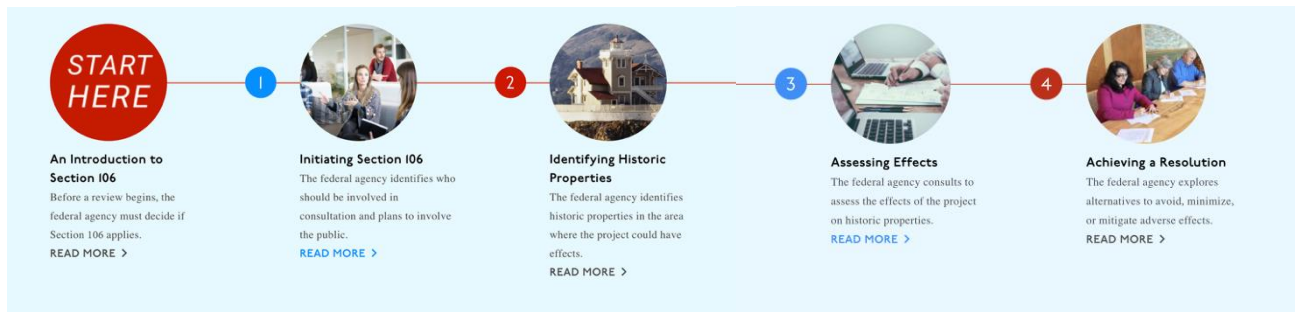 START
HERE
An Introduction to
Section 106
Before a review begins, the
federal agency must decide if
Section 106 applies.
READ MORE >
1
Initiating Section 106
The federal agency identifies who
should be involved in
consultation and plans to involve
the public.
READ MORE >
2
Identifying Historic
Properties
The federal agency identifies
historic properties in the area
where the project could have
effects.
READ MORE >
3
Assessing Effects
The federal agency consults to
assess the effects of the project
on historic properties.
READ MORE >
4
Achieving a Resolution
The federal agency explores
alternatives to avoid, minimize,
or mitigate adverse effects.
READ MORE >